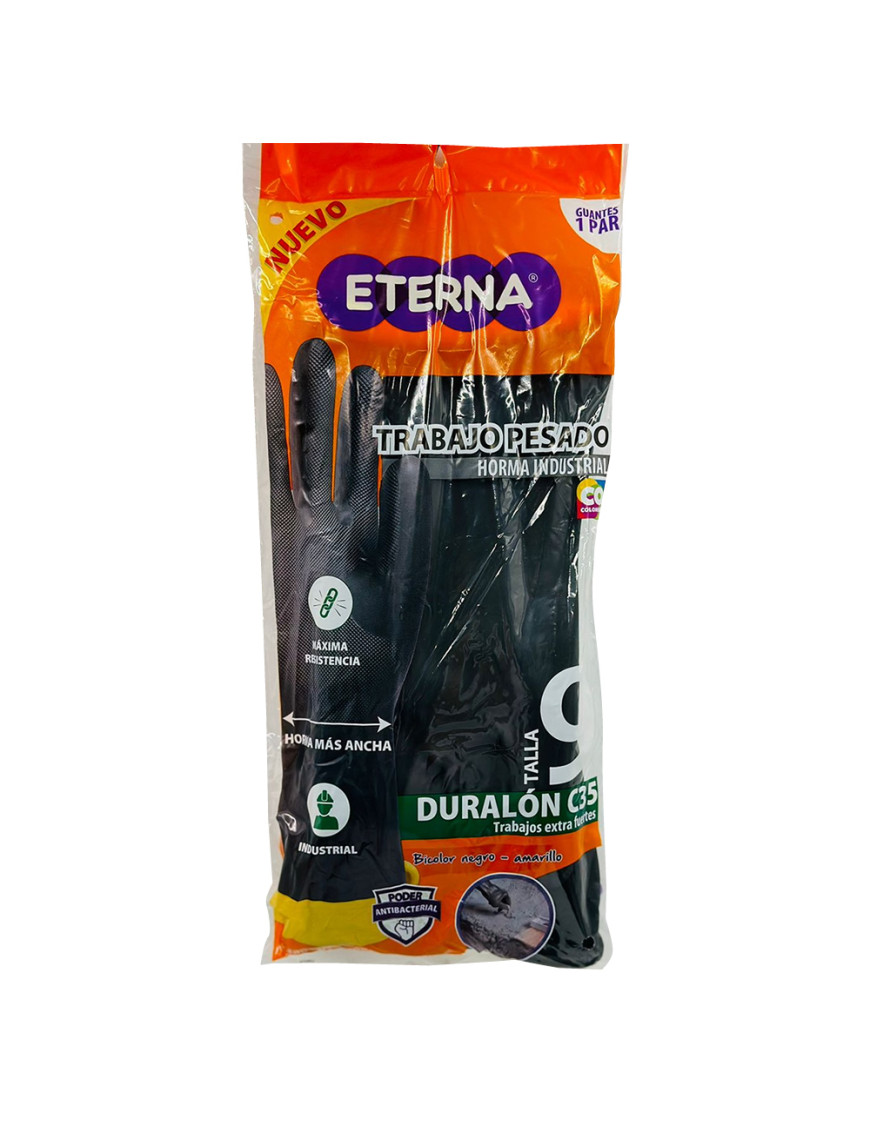 NUEVO
GUANTES
1 PAR
ETERNA®
TRABAJO PESADO
HORMA INDUSTRIAL
CO
MÁXIMA
RESISTENCIA
HORMA MÁS ANCHA
TALLA
9
DURALÓN C35
Trabajos extra fuertes
INDUSTRIAL
Bicolor negro - amarillo
PODER
ANTIBACTERIAL